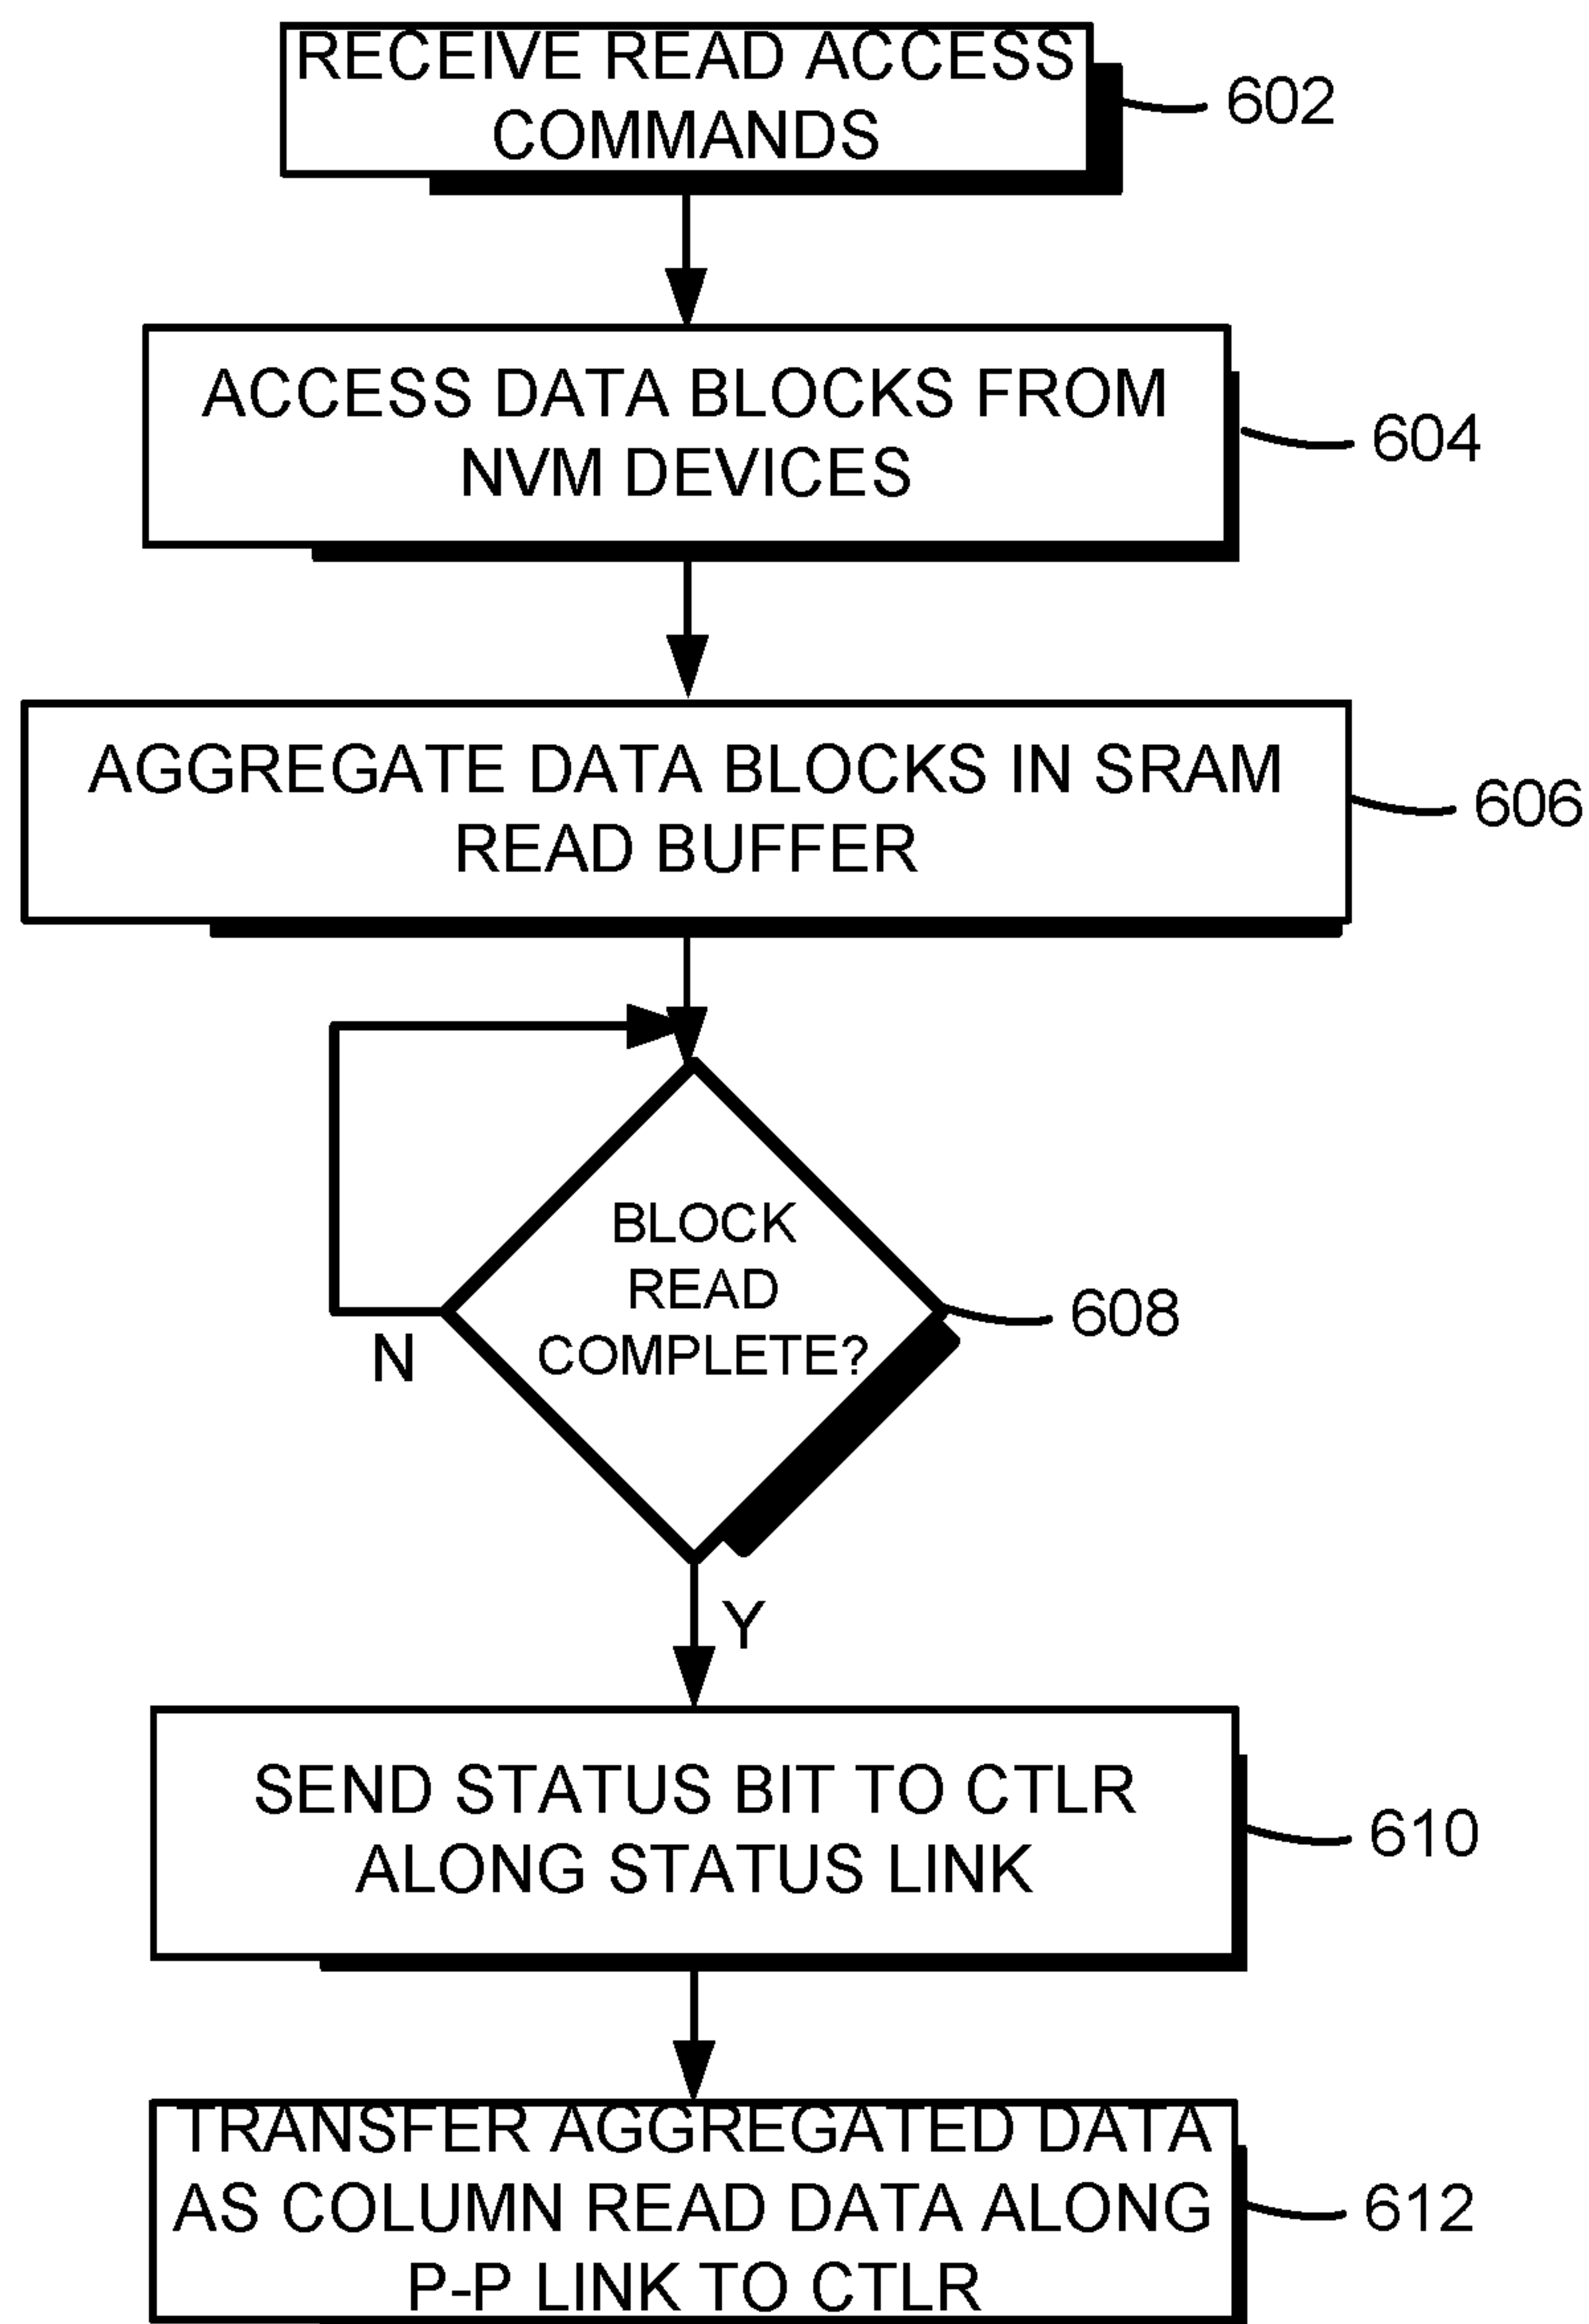 RECEIVE READ ACCESS
COMMANDS
602
ACCESS DATA BLOCKS FROM
NVM DEVICES
604
AGGREGATE DATA BLOCKS IN SRAM
READ BUFFER
606
BLOCK
READ
COMPLETE?
608
N
Y
SEND STATUS BIT TO CTLR
ALONG STATUS LINK
610
TRANSFER AGGREGATED DATA
AS COLUMN READ DATA ALONG
P-P LINK TO CTLR
612